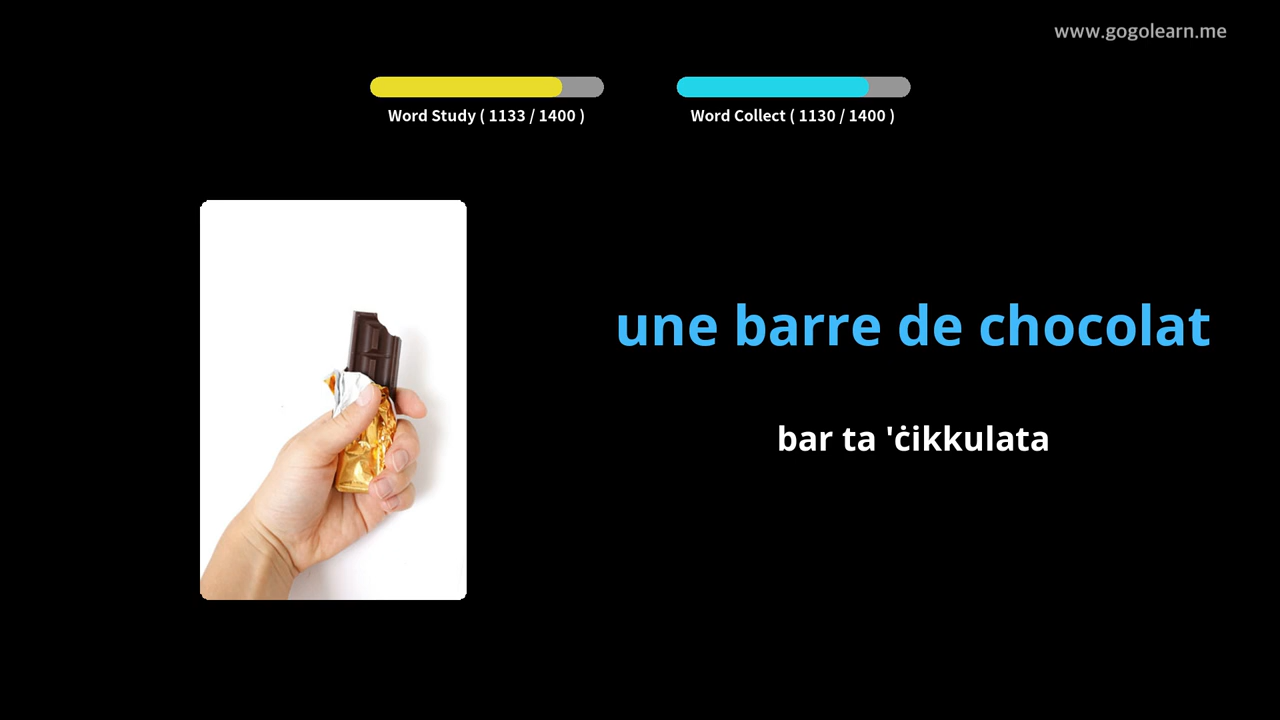 www.gogolearn.me
Word Study ( 1133 / 1400 )
Word Collect ( 1130 / 1400 )
une barre de chocolat
bar ta 'ċikkulata